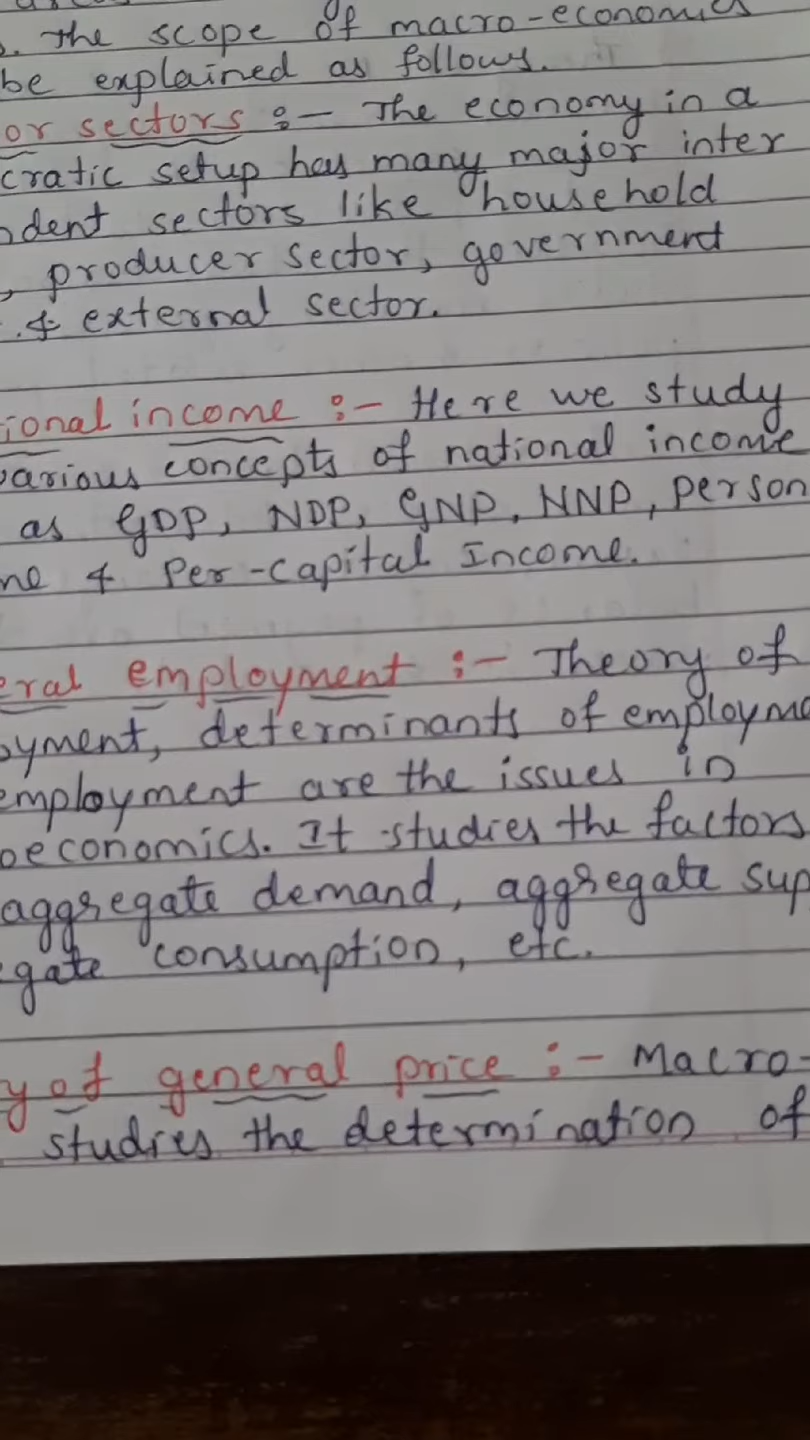 . The scope of macro-economics
be explained as follows.
or sectors :- The economy in a
cratic setup has many major inter
ndent sectors like household
, producer sector, government
. & external sector.
ional income :- Here we study
various concepts of national income
as GDP, NDP, GNP, NNP, Person
me & Per-Capital Income.
eral employment :- Theory of
oyment, determinants of employme
employment are the issues in
oeconomics. It studies the factors
aggregate demand, aggregate sup
egate consumption, etc.
y of general price :- Macro-
studies the determination of